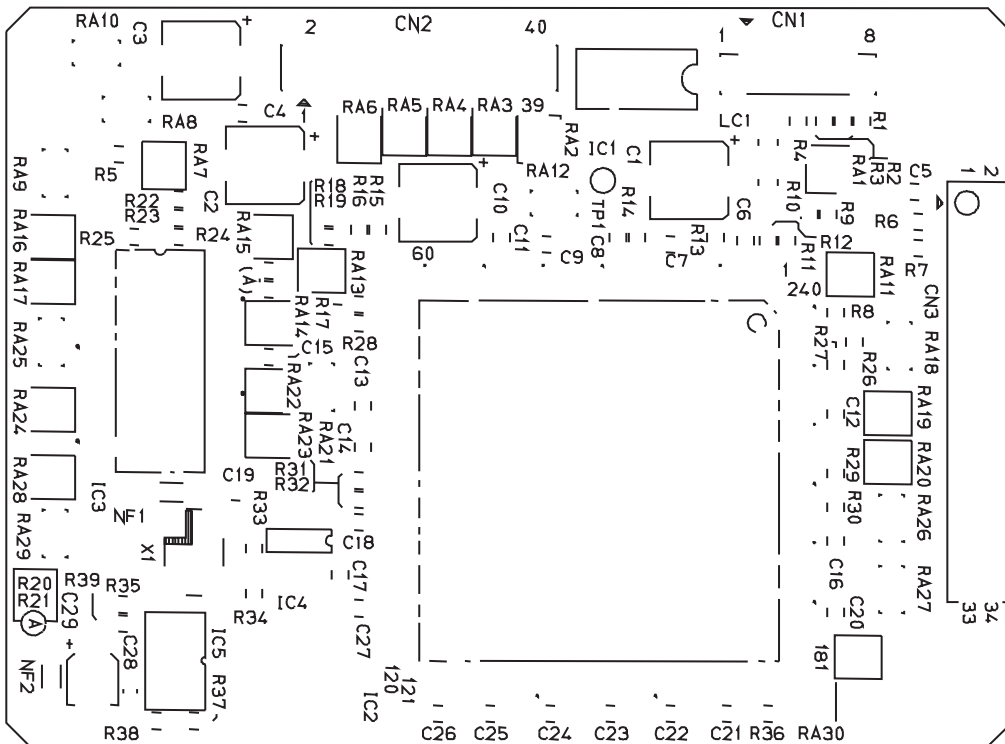 RA10
C3
2
CN2
40
1
CN1
8
RA8
C4
1
RA6
RA5
RA4
RA3
39
RA2
LC1
R1
RA9
R5
RA7
IC1
C1
RA12
R4
RA1
R3
R2
C5
1
2
R22
R23
C2
R18
R19
R16
R15
C10
TP1
R14
C6
R10
R9
R6
RA16
R25
R24
RA15
(A)
60
C11
C9
C8
C7
R13
R12
R11
R7
RA17
RA13
1
240
RA11
CN3
RA14
R17
R28
R8
RA25
C15
C13
R27
R26
RA18
RA24
RA22
C12
RA19
RA23
RA21
C14
RA28
IC3
C19
R31
R32
R29
RA20
NF1
R33
R30
RA26
RA29
X1
C18
R20
R21
A
R39
R35
C29
C17
C16
RA27
R34
IC4
C27
C20
33
34
NF2
C28
IC5
R37
181
120
121
IC2
R38
C26
C25
C24
C23
C22
C21
R36
RA30